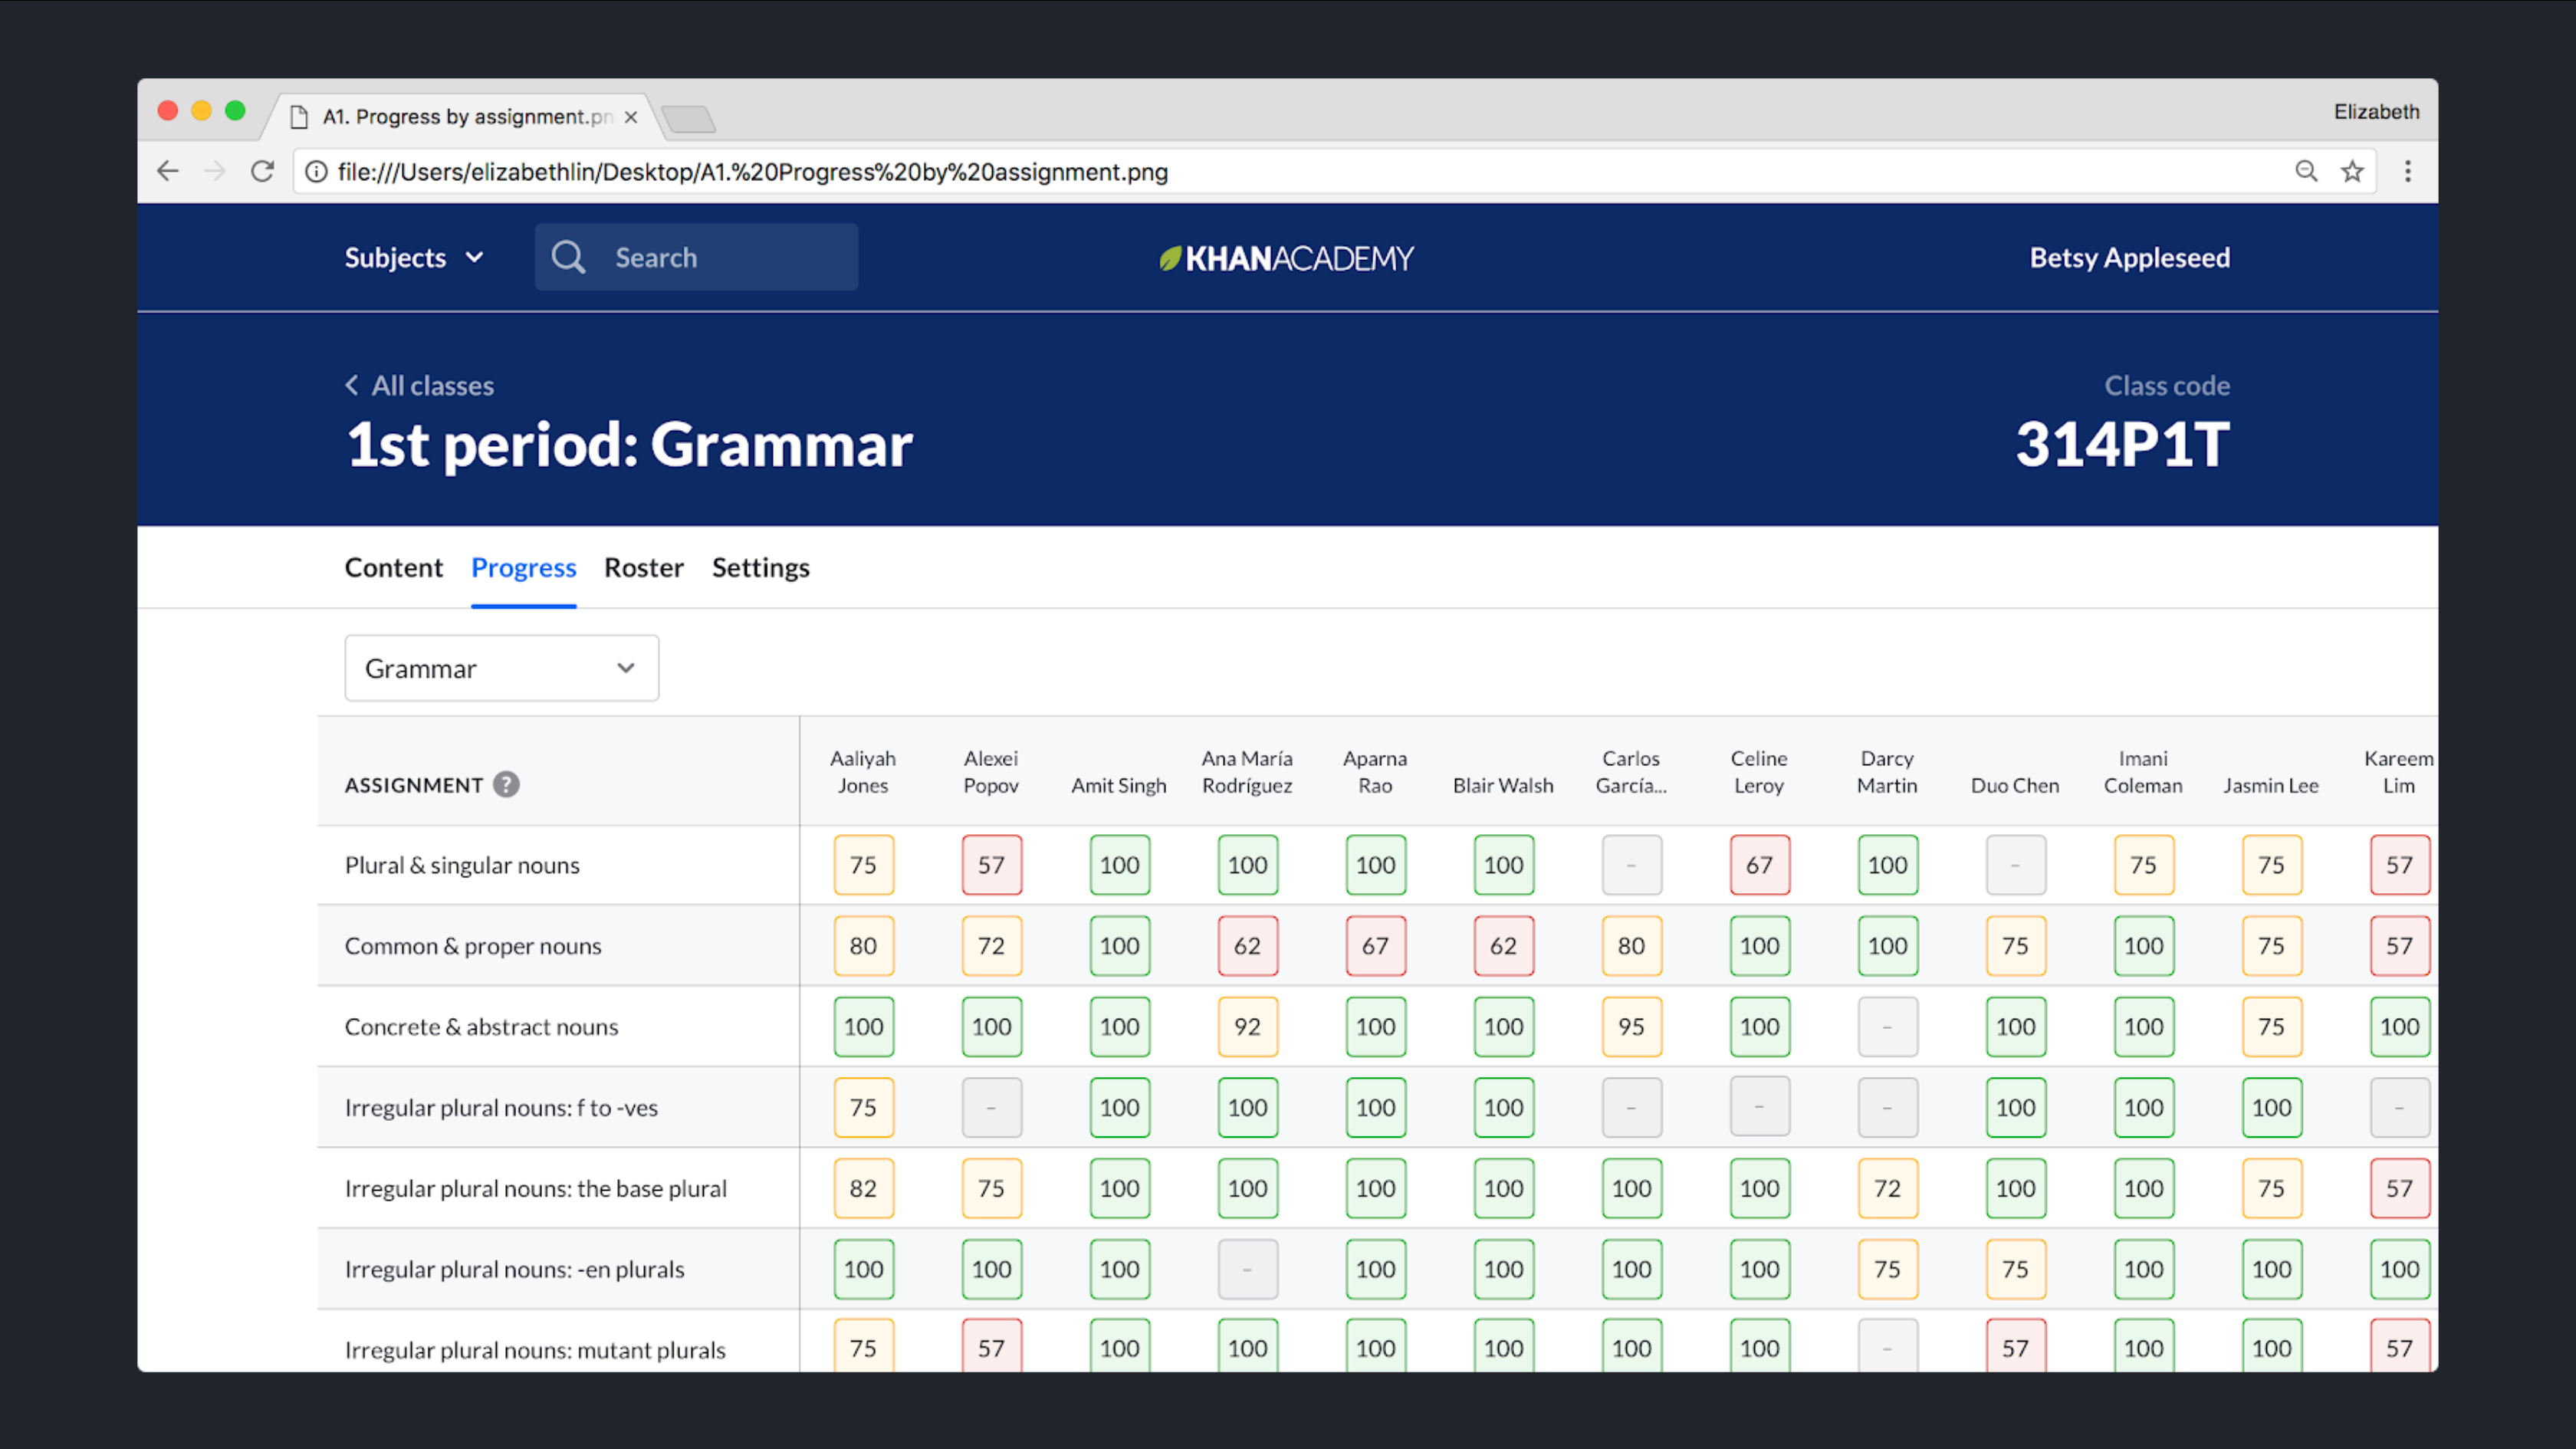 A1. Progress by assignment.pn ×
Elizabeth
file:///Users/elizabethlin/Desktop/A1.%20Progress%20by%20assignment.png
Subjects
Search
KHANACADEMY
Betsy Appleseed
All classes
Class code
1st period: Grammar
314P1T
Content Progress Roster Settings
Grammar
ASSIGNMENT ? Aaliyah Jones Alexei Popov Amit Singh Ana María Rodríguez Aparna Rao Blair Walsh Carlos García... Celine Leroy Darcy Martin Duo Chen Imani Coleman Jasmin Lee Kareem Lim
Plural & singular nouns 75 57 100 100 100 100 – 67 100 – 75 75 57
Common & proper nouns 80 72 100 62 67 62 80 100 100 75 100 75 57
Concrete & abstract nouns 100 100 100 92 100 100 95 100 – 100 100 75 100
Irregular plural nouns: f to -ves 75 – 100 100 100 100 – – – 100 100 100 –
Irregular plural nouns: the base plural 82 75 100 100 100 100 100 100 72 100 100 75 57
Irregular plural nouns: -en plurals 100 100 100 – 100 100 100 100 75 75 100 100 100
Irregular plural nouns: mutant plurals 75 57 100 100 100 100 100 100 – 57 100 100 57